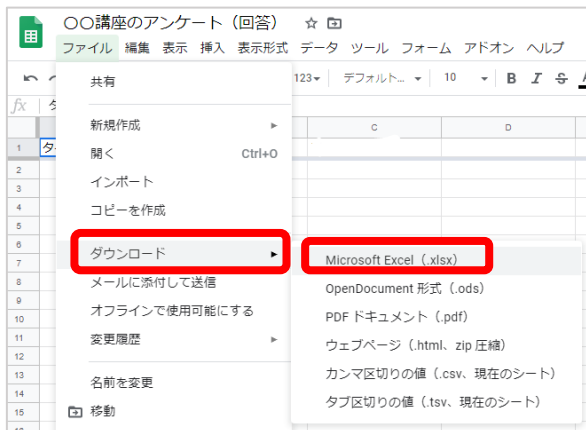 〇〇講座のアンケート（回答）
ファイル 編集 表示 挿入 表示形式 データ ツール フォーム アドオン ヘルプ
共有 123 デフォルト... 10 B I S A
fx タ
C D
1 タ
新規作成
開く Ctrl+O
インポート
コピーを作成
ダウンロード
メールに添付して送信
オフラインで使用可能にする
変更履歴
名前を変更
移動
Microsoft Excel（.xlsx）
OpenDocument 形式（.ods）
PDF ドキュメント（.pdf）
ウェブページ（.html、zip 圧縮）
カンマ区切りの値（.csv、現在のシート）
タブ区切りの値（.tsv、現在のシート）
2
3
4
5
6
7
8
9
10
11
12
13
14
15